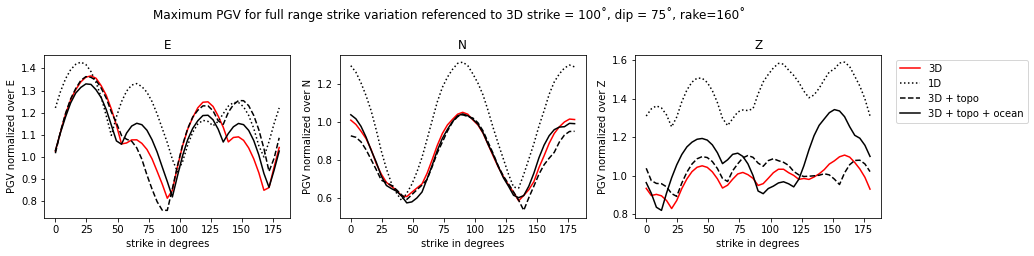 Maximum PGV for full range strike variation referenced to 3D strike = 100˚, dip = 75˚, rake=160˚
E
PGV normalized over E
1.4
1.3
1.2
1.1
1.0
0.9
0.8
0 25 50 75 100 125 150 175
strike in degrees
N
PGV normalized over N
1.2
1.0
0.8
0.6
0 25 50 75 100 125 150 175
strike in degrees
Z
PGV normalized over Z
1.6
1.4
1.2
1.0
0.8
0 25 50 75 100 125 150 175
strike in degrees
3D
1D
3D + topo
3D + topo + ocean